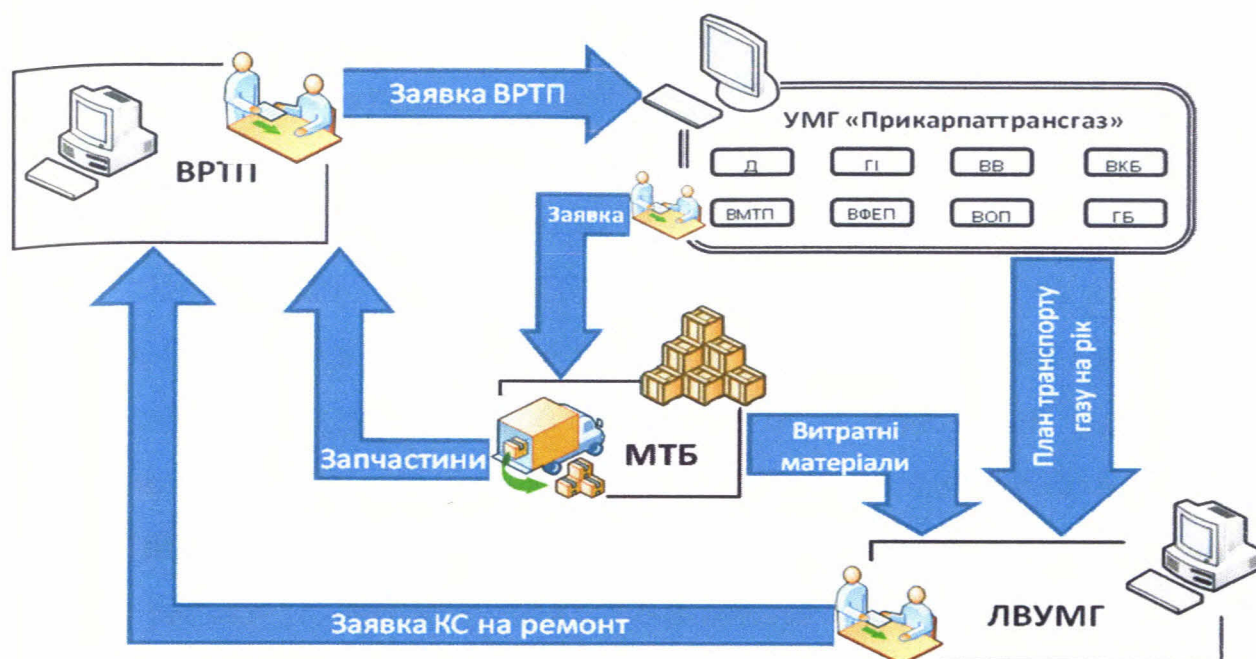 Заявка ВРТП
УМГ «Прикарпаттрансгаз»
ВРТП
Д
ГІ
ВВ
ВКБ
ВМТП
ВФЕП
ВОП
ГБ
Заявка
План транспорту
газу на рік
Запчастини
МТБ
Витратні
матеріали
Заявка КС на ремонт
ЛВУМГ